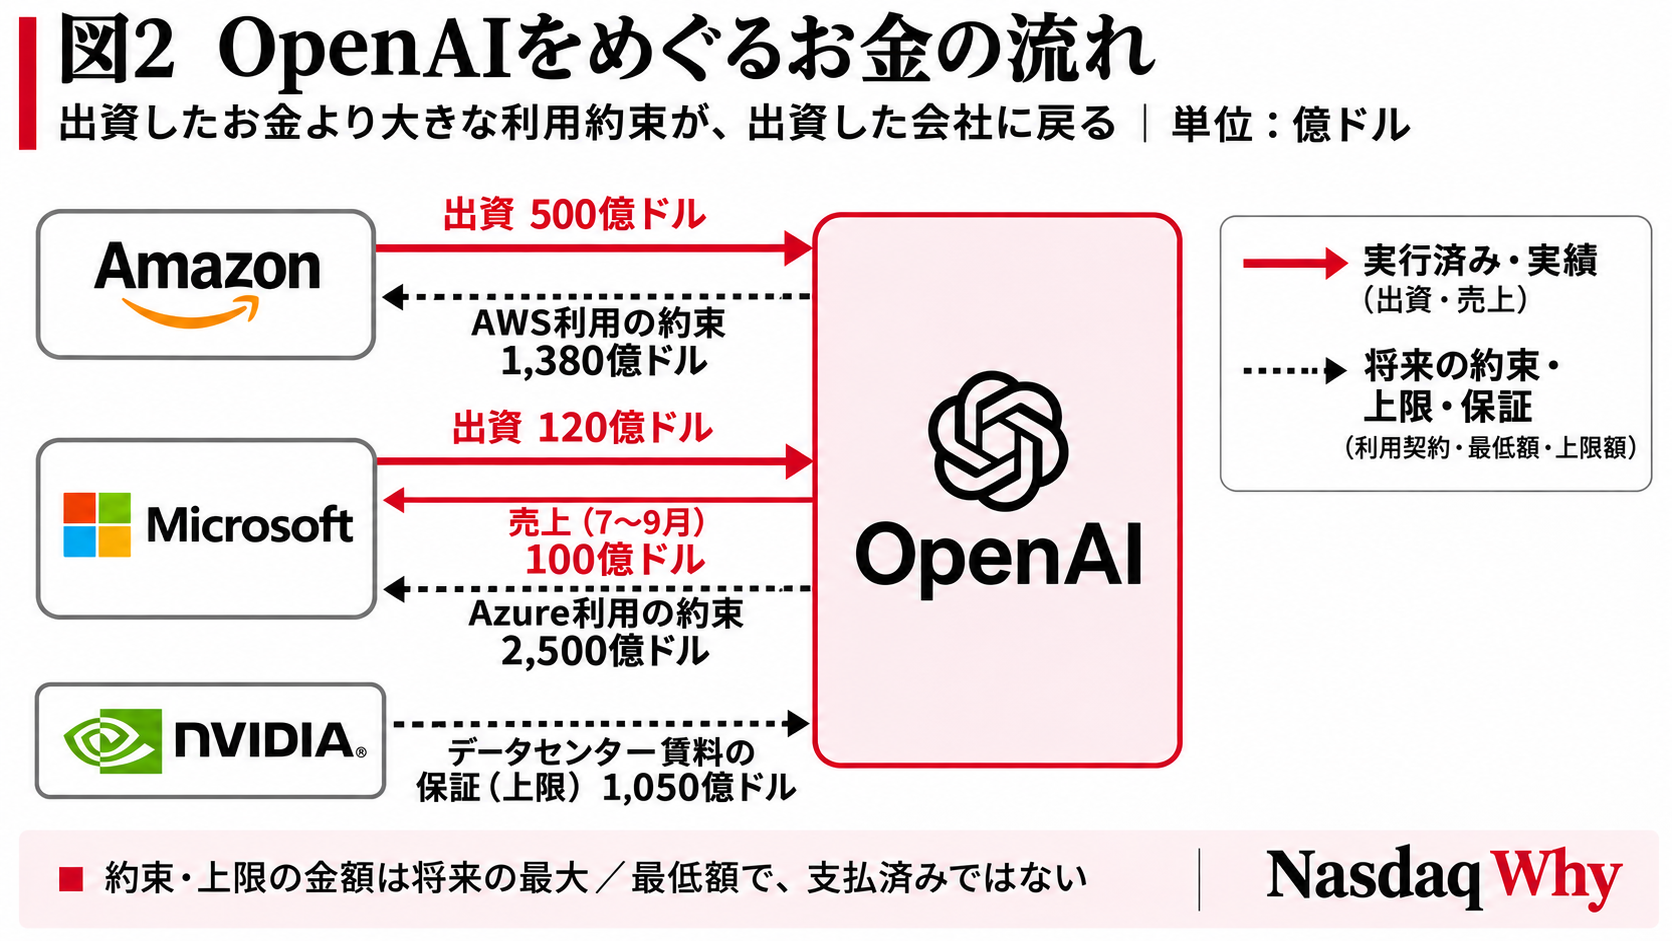 図2 OpenAIをめぐるお金の流れ
出資したお金より大きな利用約束が、出資した会社に戻る｜単位：億ドル
Amazon
出資 500億ドル
AWS利用の約束
1,380億ドル
Microsoft
出資 120億ドル
売上（7〜9月）
100億ドル
Azure利用の約束
2,500億ドル
NVIDIA®
データセンター賃料の
保証（上限） 1,050億ドル
OpenAI
実行済み・実績
（出資・売上）
将来の約束・
上限・保証
（利用契約・最低額・上限額）
■ 約束・上限の金額は将来の最大／最低額で、支払済みではない
Nasdaq Why